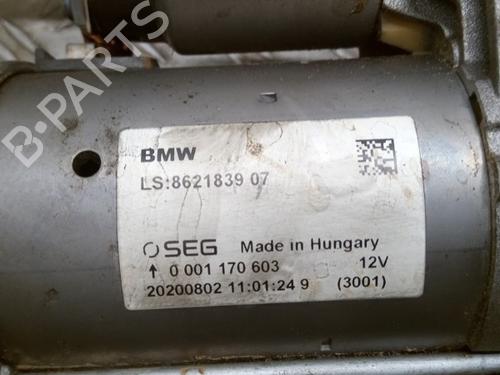 BMW
LS:8621839 07
SEG Made in Hungary
↑ 0 001 170 603 12V
20200802 11:01:24 9 (3001)
B-PARTS